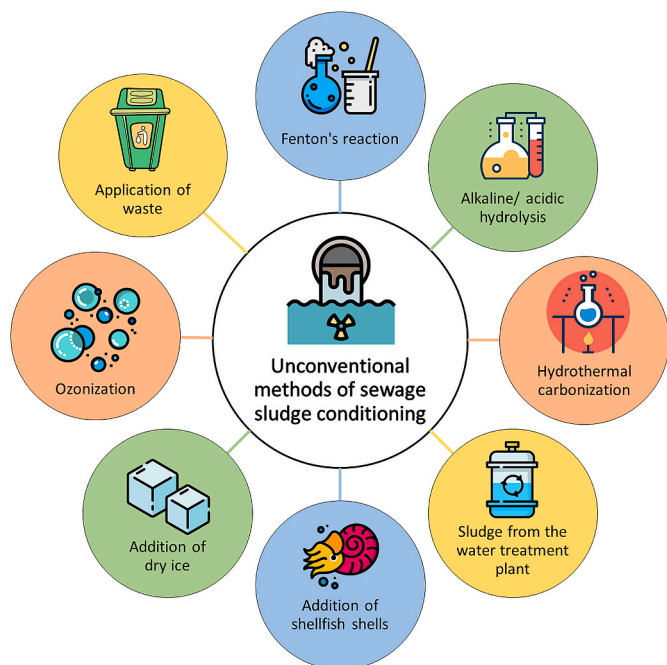 Fenton's reaction
Alkaline/ acidic
hydrolysis
Hydrothermal
carbonization
Sludge from the
water treatment
plant
Addition of
shellfish shells
Addition of
dry ice
Ozonization
Application of
waste
Unconventional
methods of sewage
sludge conditioning